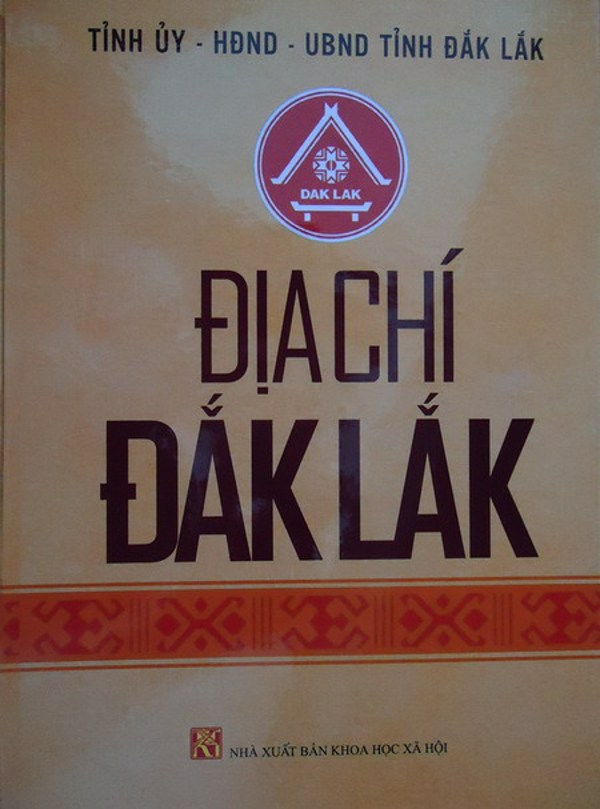 TỈNH ỦY - HĐND - UBND TỈNH ĐẮK LẮK
DAK LAK
ĐỊA CHÍ
ĐẮK LẮK
NHÀ XUẤT BẢN KHOA HỌC XÃ HỘI